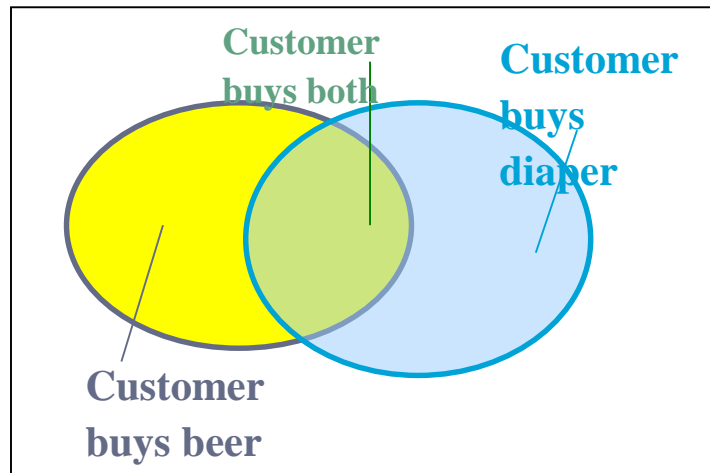 Customer
buys both
Customer
buys
diaper
Customer
buys beer